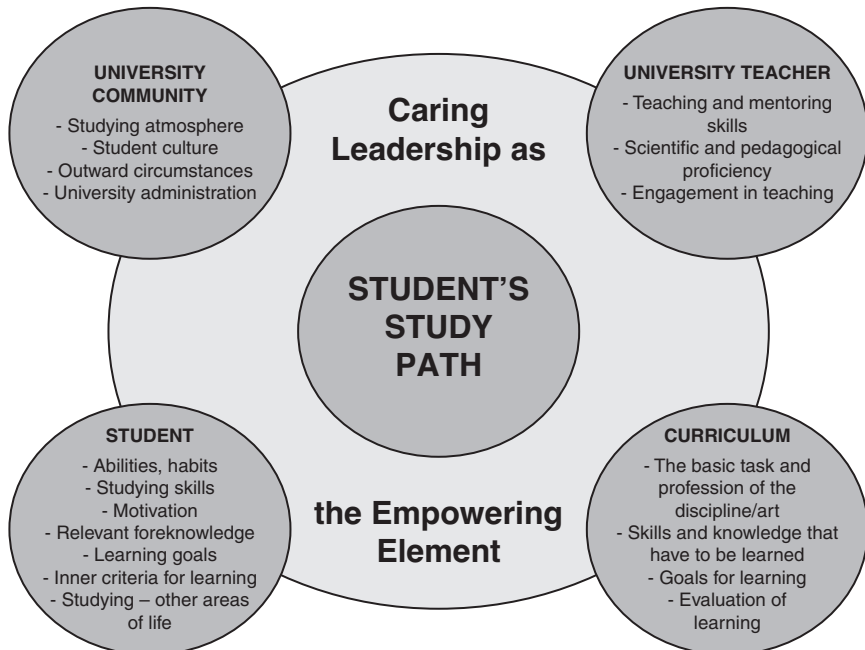 UNIVERSITY
COMMUNITY
- Studying atmosphere
- Student culture
- Outward circumstances
- University administration
Caring
Leadership as
UNIVERSITY TEACHER
- Teaching and mentoring
skills
- Scientific and pedagogical
proficiency
- Engagement in teaching
STUDENT'S
STUDY
PATH
STUDENT
- Abilities, habits
- Studying skills
- Motivation
- Relevant foreknowledge
- Learning goals
- Inner criteria for learning
- Studying – other areas
of life
the Empowering
Element
CURRICULUM
- The basic task and
profession of the
discipline/art
- Skills and knowledge that
have to be learned
- Goals for learning
- Evaluation of
learning